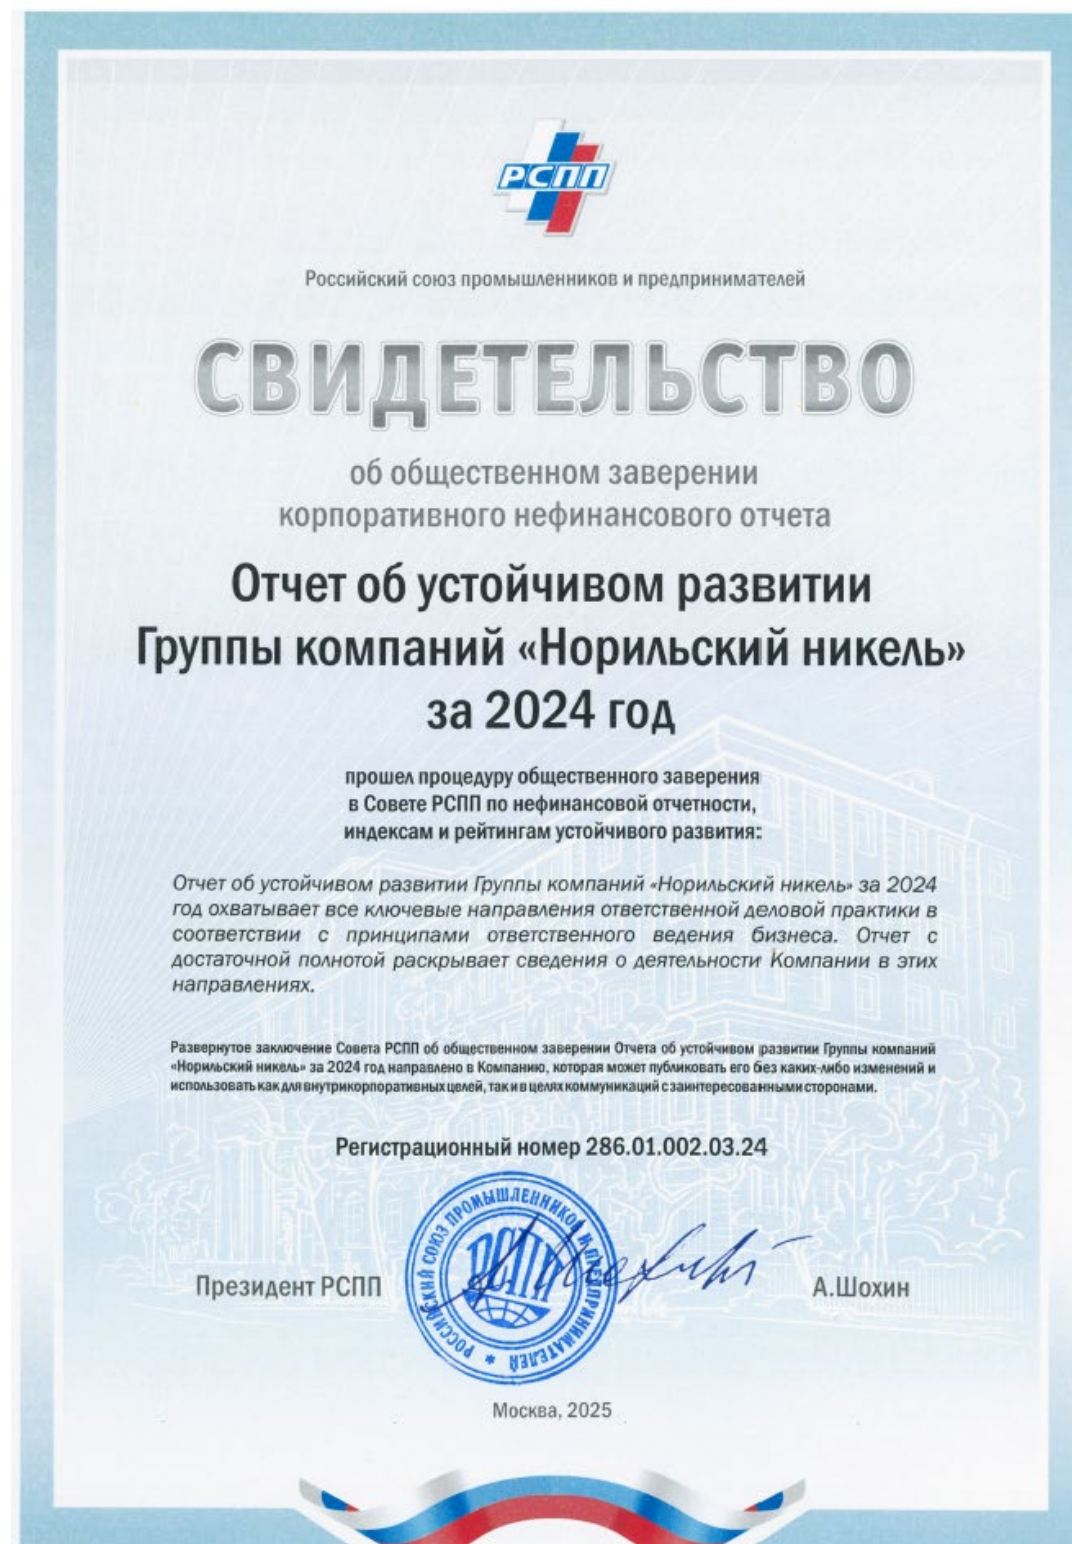 РСПП
Российский союз промышленников и предпринимателей
СВИДЕТЕЛЬСТВО
об общественном заверении
корпоративного нефинансового отчета
Отчет об устойчивом развитии
Группы компаний «Норильский никель»
за 2024 год
прошел процедуру общественного заверения
в Совете РСПП по нефинансовой отчетности,
индексам и рейтингам устойчивого развития:
Отчет об устойчивом развитии Группы компаний «Норильский никель» за 2024
год охватывает все ключевые направления ответственной деловой практики в
соответствии с принципами ответственного ведения бизнеса. Отчет с
достаточной полнотой раскрывает сведения о деятельности Компании в этих
направлениях.
Развернутое заключение Совета РСПП об общественном заверении Отчета об устойчивом развитии Группы компаний
«Норильский никель» за 2024 год направлено в Компанию, которая может публиковать его без каких-либо изменений и
использовать как для внутрикорпоративных целей, так и в целях коммуникаций с заинтересованными сторонами.
Регистрационный номер 286.01.002.03.24
РОССИЙСКИЙ СОЮЗ ПРОМЫШЛЕННИКОВ И ПРЕДПРИНИМАТЕЛЕЙ *
РСПП
Президент РСПП
А.Шохин
Москва, 2025